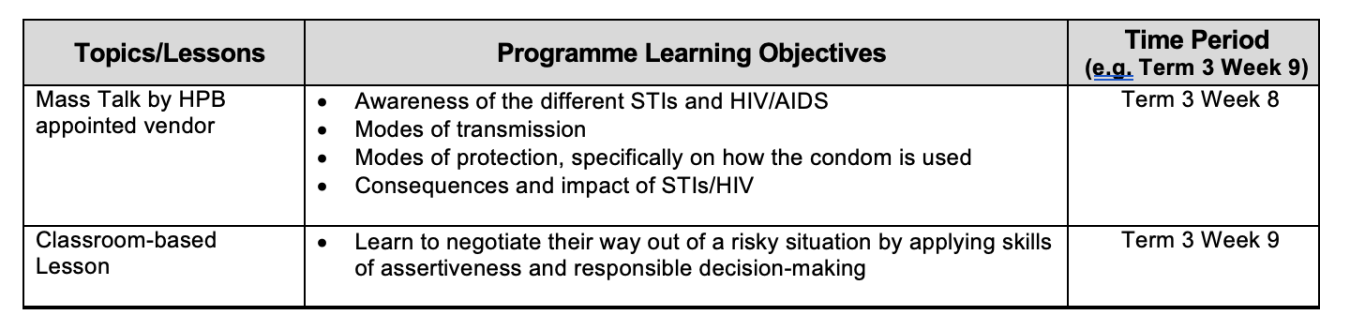 Topics/Lessons
Programme Learning Objectives
Time Period
(e.g. Term 3 Week 9)
Mass Talk by HPB
appointed vendor
• Awareness of the different STIs and HIV/AIDS
• Modes of transmission
• Modes of protection, specifically on how the condom is used
• Consequences and impact of STIs/HIV
Term 3 Week 8
Classroom-based
Lesson
• Learn to negotiate their way out of a risky situation by applying skills
of assertiveness and responsible decision-making
Term 3 Week 9